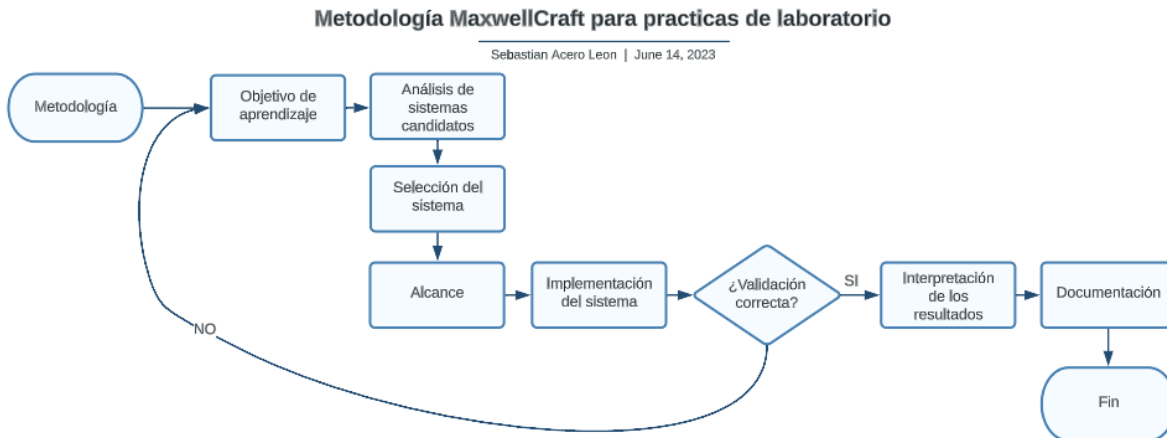 Metodología MaxwellCraft para practicas de laboratorio
Sebastian Acero Leon | June 14, 2023
Metodología
Objetivo de
aprendizaje
Análisis de
sistemas
candidatos
Selección del
sistema
Alcance
Implementación
del sistema
¿Validación
correcta?
SI
Interpretación
de los
resultados
Documentación
NO
Fin